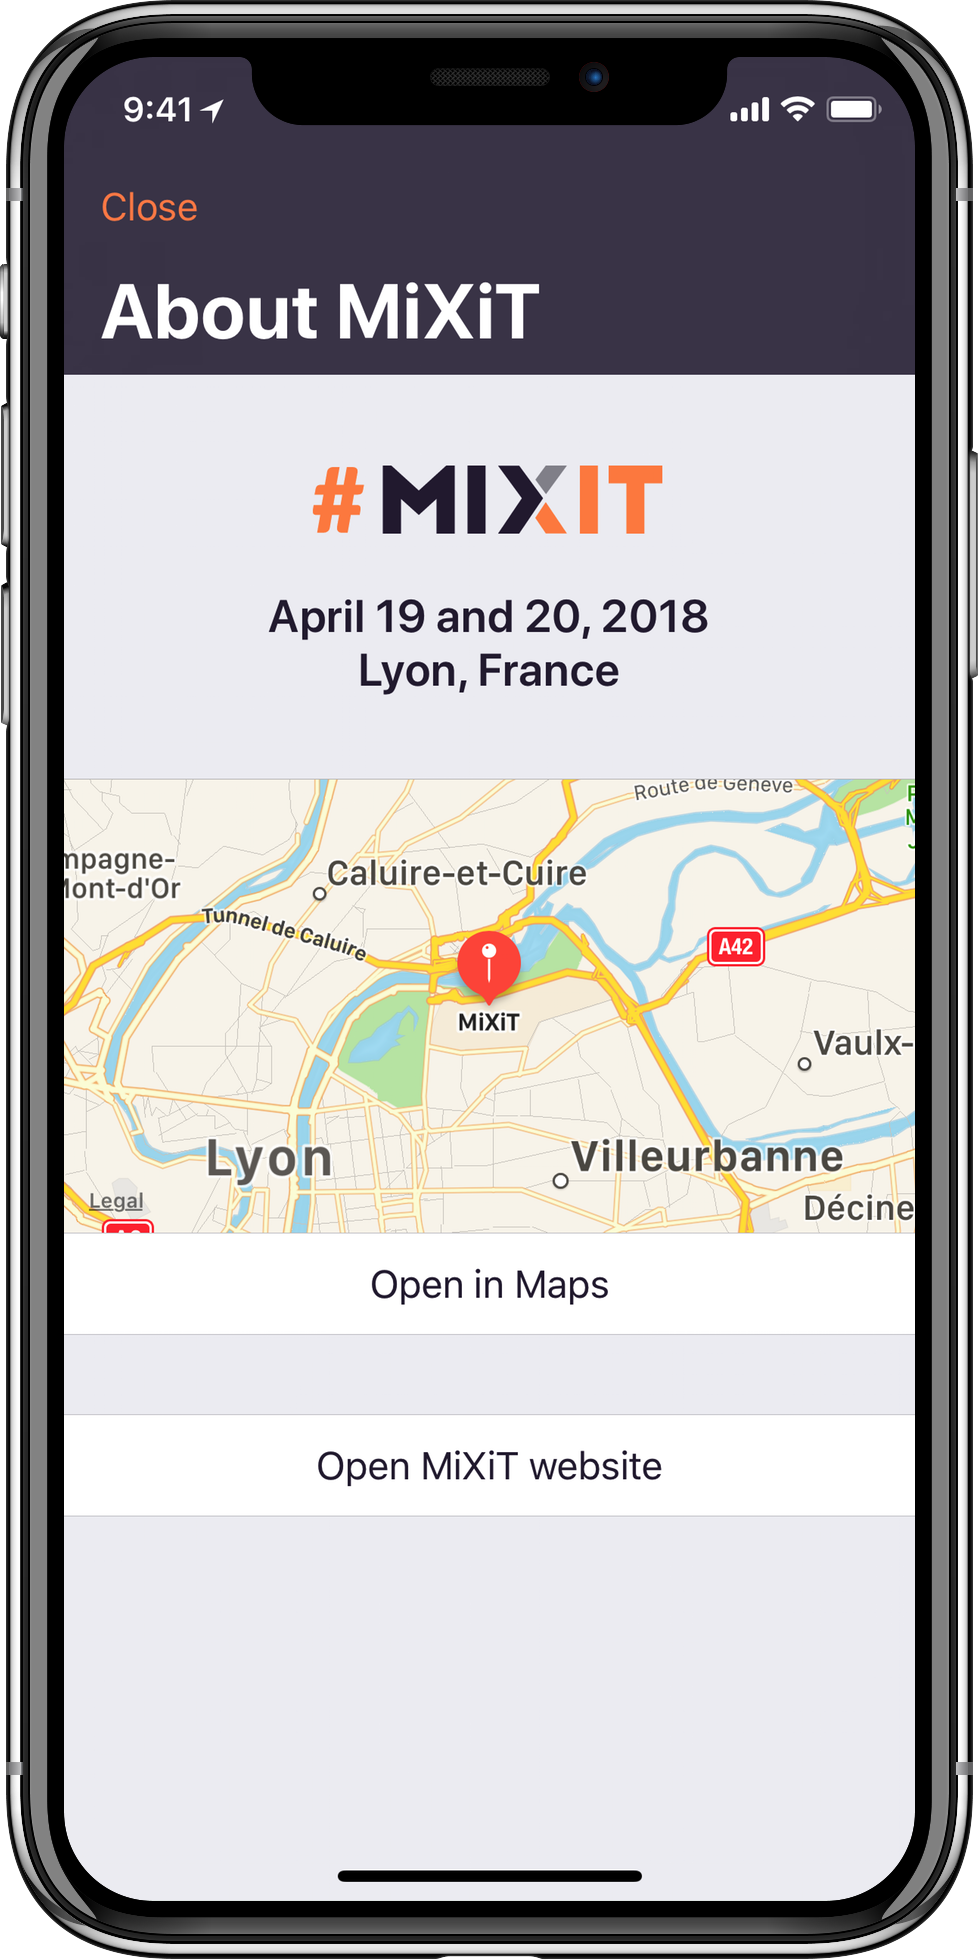 9:41
Close
About MiXiT
#MIXIT
April 19 and 20, 2018
Lyon, France
Route de Genève
mpagne-
Mont-d'Or
Caluire-et-Cuire
Tunnel de Caluire
A42
MiXiT
Vaulx-
Lyon
Villeurbanne
Legal
Décine
Open in Maps
Open MiXiT website